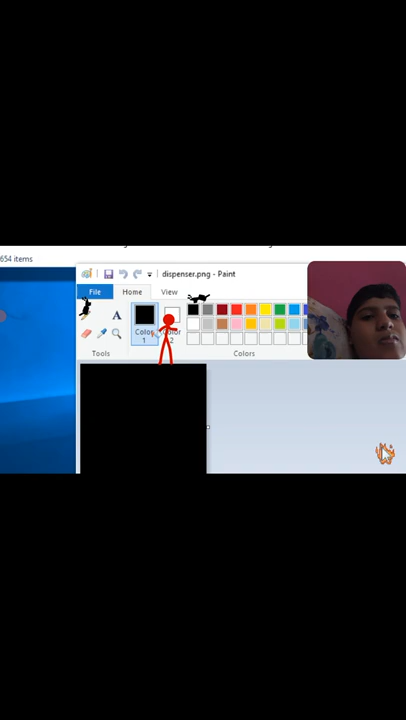 654 items
dispenser.png - Paint
File Home View
A
Color 1
Color 2
Tools
Colors